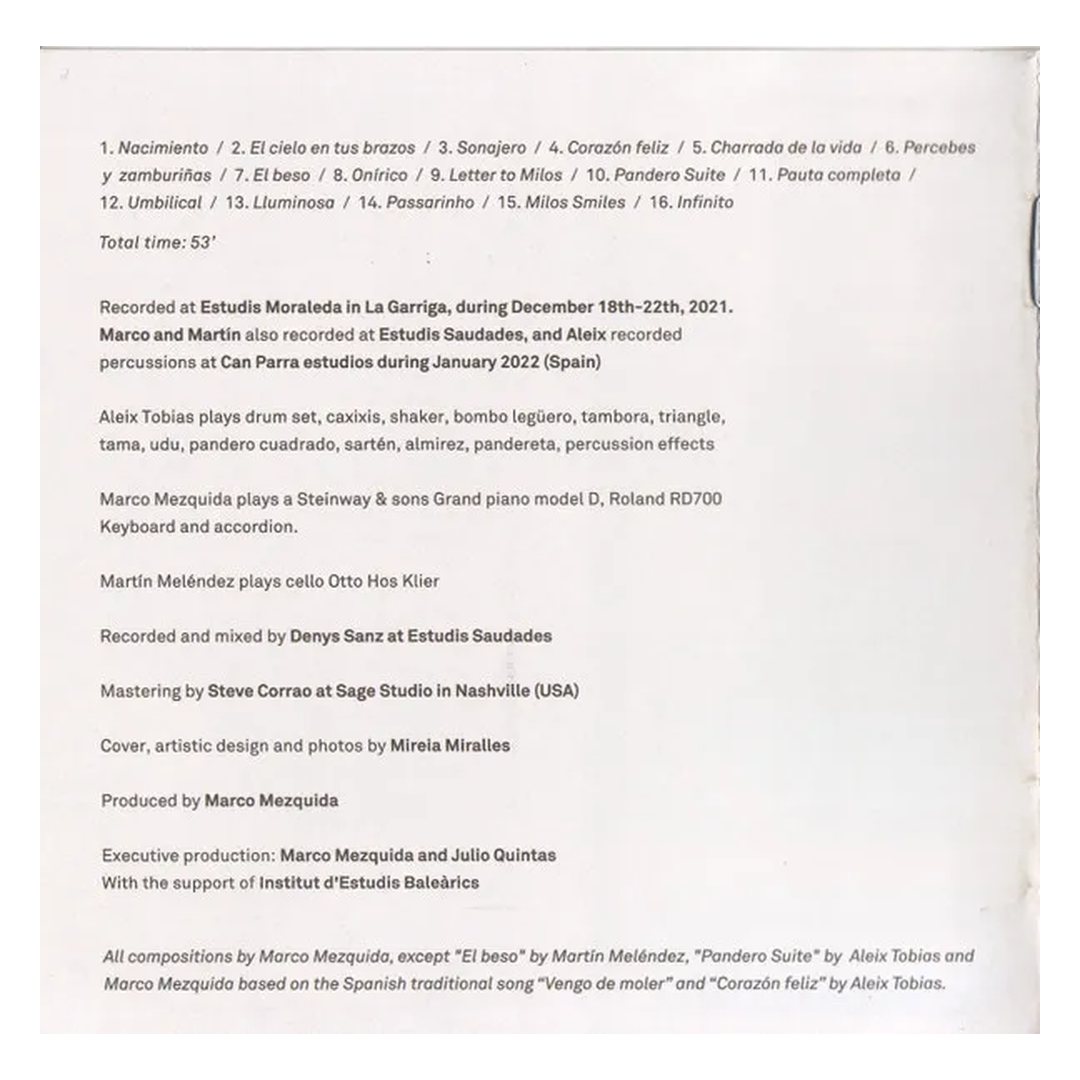 1. Nacimiento / 2. El cielo en tus brazos / 3. Sonajero / 4. Corazón feliz / 5. Charrada de la vida / 6. Percebes
y zamburiñas / 7. El beso / 8. Onírico / 9. Letter to Milos / 10. Pandero Suite / 11. Pauta completa /
12. Umbilical / 13. Lluminosa / 14. Passarinho / 15. Milos Smiles / 16. Infinito
Total time: 53'
Recorded at Estudis Moraleda in La Garriga, during December 18th-22th, 2021.
Marco and Martín also recorded at Estudis Saudades, and Aleix recorded
percussions at Can Parra estudios during January 2022 (Spain)
Aleix Tobias plays drum set, caxixis, shaker, bombo legüero, tambora, triangle,
tama, udu, pandero cuadrado, sartén, almirez, pandereta, percussion effects
Marco Mezquida plays a Steinway & sons Grand piano model D, Roland RD700
Keyboard and accordion.
Martín Meléndez plays cello Otto Hos Klier
Recorded and mixed by Denys Sanz at Estudis Saudades
Mastering by Steve Corrao at Sage Studio in Nashville (USA)
Cover, artistic design and photos by Mireia Miralles
Produced by Marco Mezquida
Executive production: Marco Mezquida and Julio Quintas
With the support of Institut d'Estudis Baleàrics
All compositions by Marco Mezquida, except "El beso" by Martín Meléndez, "Pandero Suite" by Aleix Tobias and
Marco Mezquida based on the Spanish traditional song "Vengo de moler" and "Corazón feliz" by Aleix Tobias.